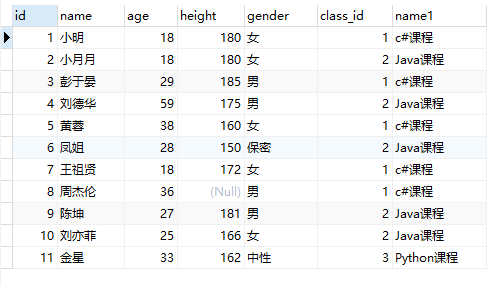 id name age height gender class_id name1
1 小明 18 180 女 1 c#课程
2 小月月 18 180 女 2 Java课程
3 彭于晏 29 185 男 1 c#课程
4 刘德华 59 175 男 2 Java课程
5 黄蓉 38 160 女 1 c#课程
6 凤姐 28 150 保密 2 Java课程
7 王祖贤 18 172 女 1 c#课程
8 周杰伦 36 (Null) 男 1 c#课程
9 陈坤 27 181 男 2 Java课程
10 刘亦菲 25 166 女 2 Java课程
11 金星 33 162 中性 3 Python课程